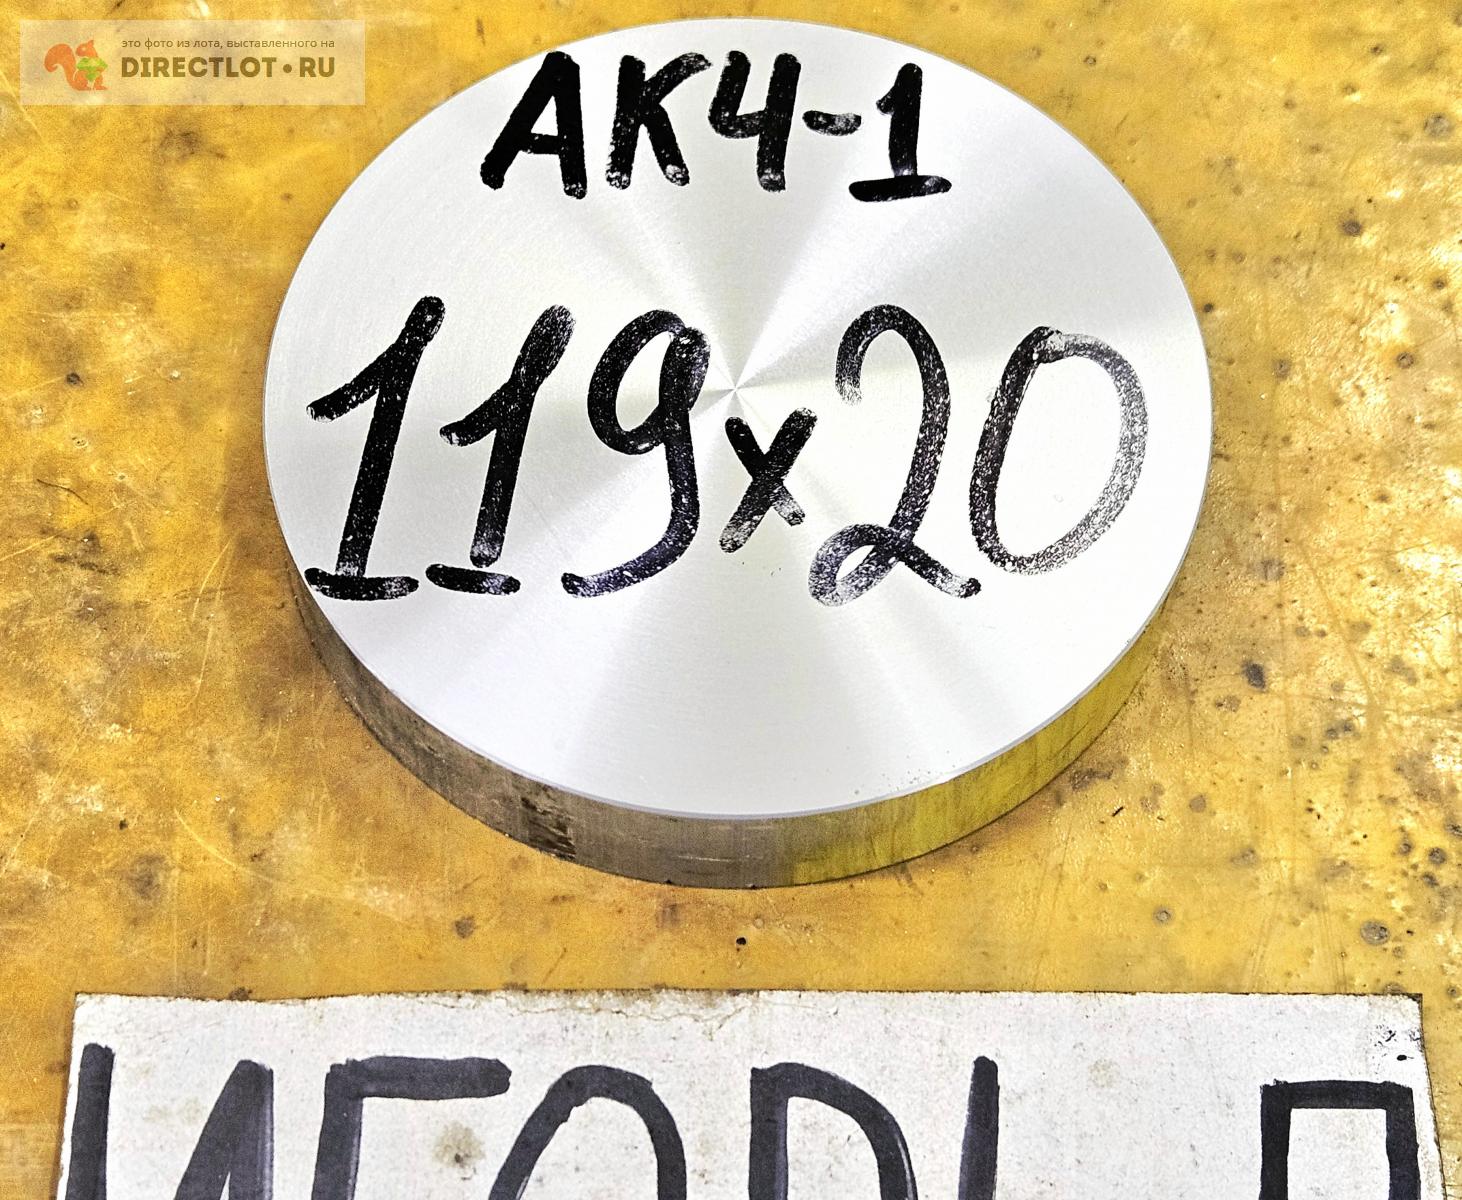 это фото из лота, выставленного на
DIRECTLOT•RU
АК4-1
119x20